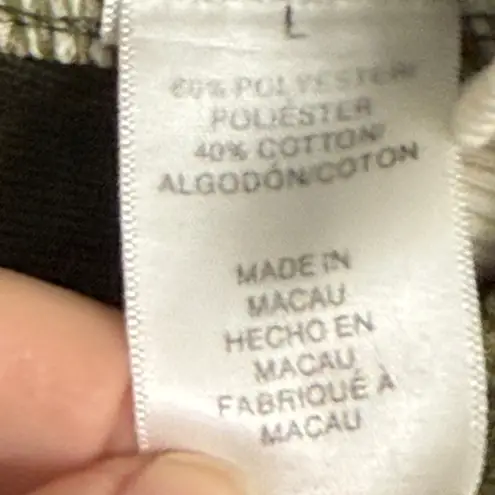 L
60% POLYESTER/
POLIÉSTER
40% COTTON/
ALGODÓN/COTON
MADE IN
MACAU
HECHO EN
MACAU
FABRIQUÉ À
MACAU